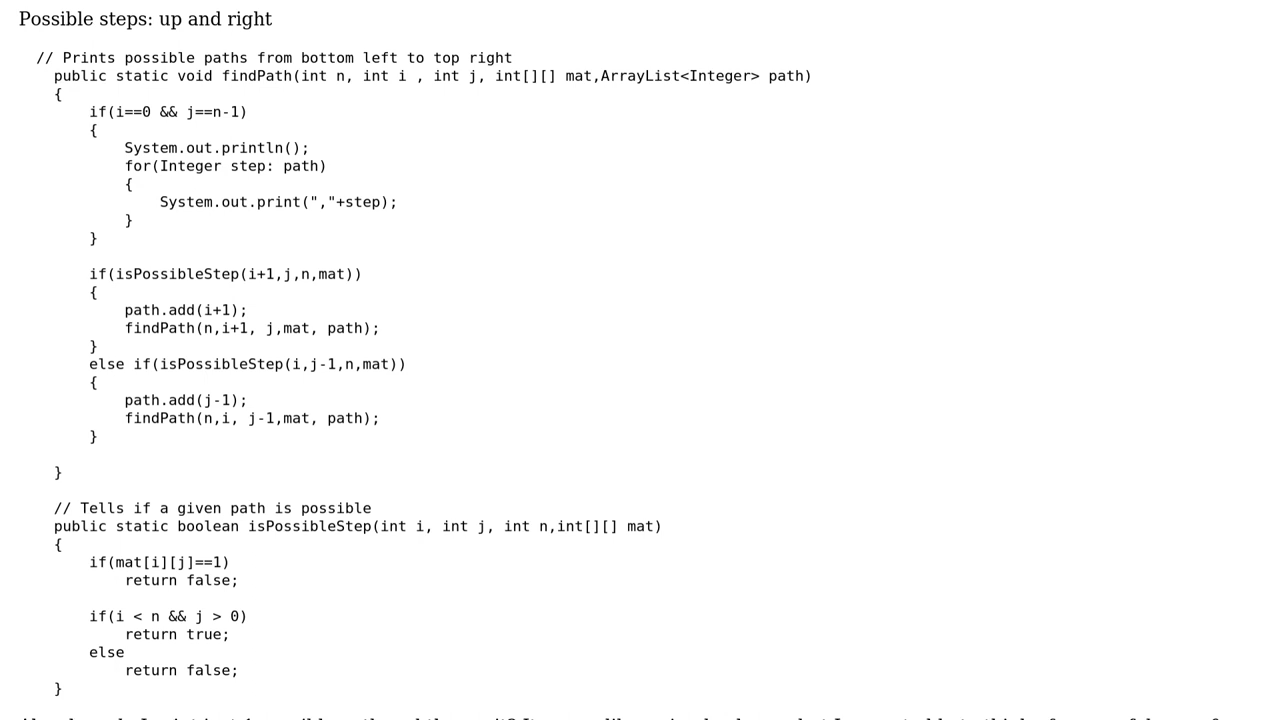 Possible steps: up and right
// Prints possible paths from bottom left to top right
public static void findPath(int n, int i , int j, int[][] mat,ArrayList<Integer> path)
{
if(i==0 && j==n-1)
{
System.out.println();
for(Integer step: path)
{
System.out.print(","+step);
}
}
if(isPossibleStep(i+1,j,n,mat))
{
path.add(i+1);
findPath(n,i+1, j,mat, path);
}
else if(isPossibleStep(i,j-1,n,mat))
{
path.add(j-1);
findPath(n,i, j-1,mat, path);
}
}
// Tells if a given path is possible
public static boolean isPossibleStep(int i, int j, int n,int[][] mat)
{
if(mat[i][j]==1)
return false;
if(i < n && j > 0)
return true;
else
return false;
}